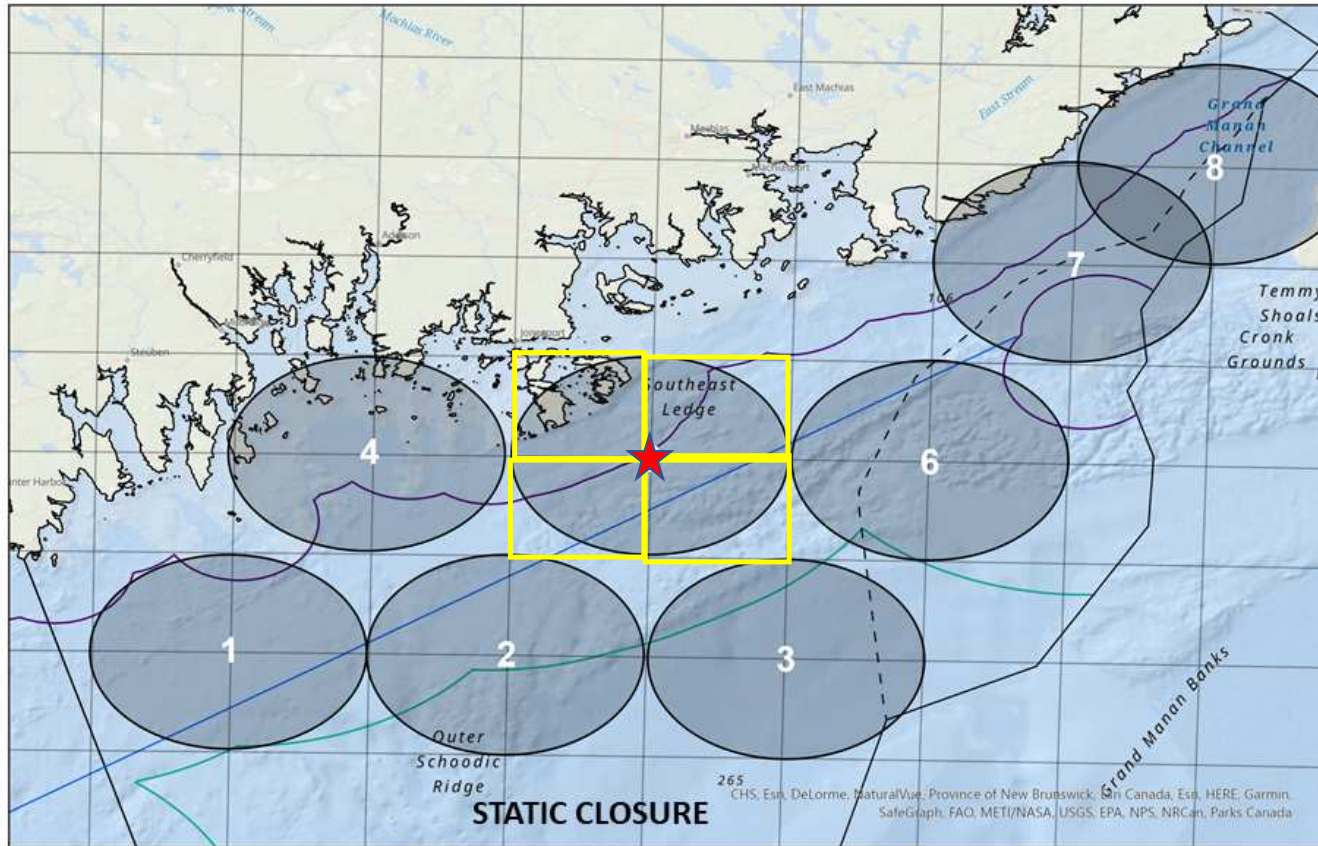 Machias River
East Machias
East Stream
Grand
Manan
Channel
Machias
Machiasport
8
Addison
Cherryfield
7
106
Temmy
Shoals
Cronk
Grounds
Milbridge
Jonesport
Steuben
Southeast
Ledge
4
6
1
2
3
Outer
Schoodic
Ridge
Grand Manan Banks
265
STATIC CLOSURE
CHS, Esri, DeLorme, NaturalVue, Province of New Brunswick, Esri Canada, Esri, HERE, Garmin,
SafeGraph, FAO, METI/NASA, USGS, EPA, NPS, NRCan, Parks Canada